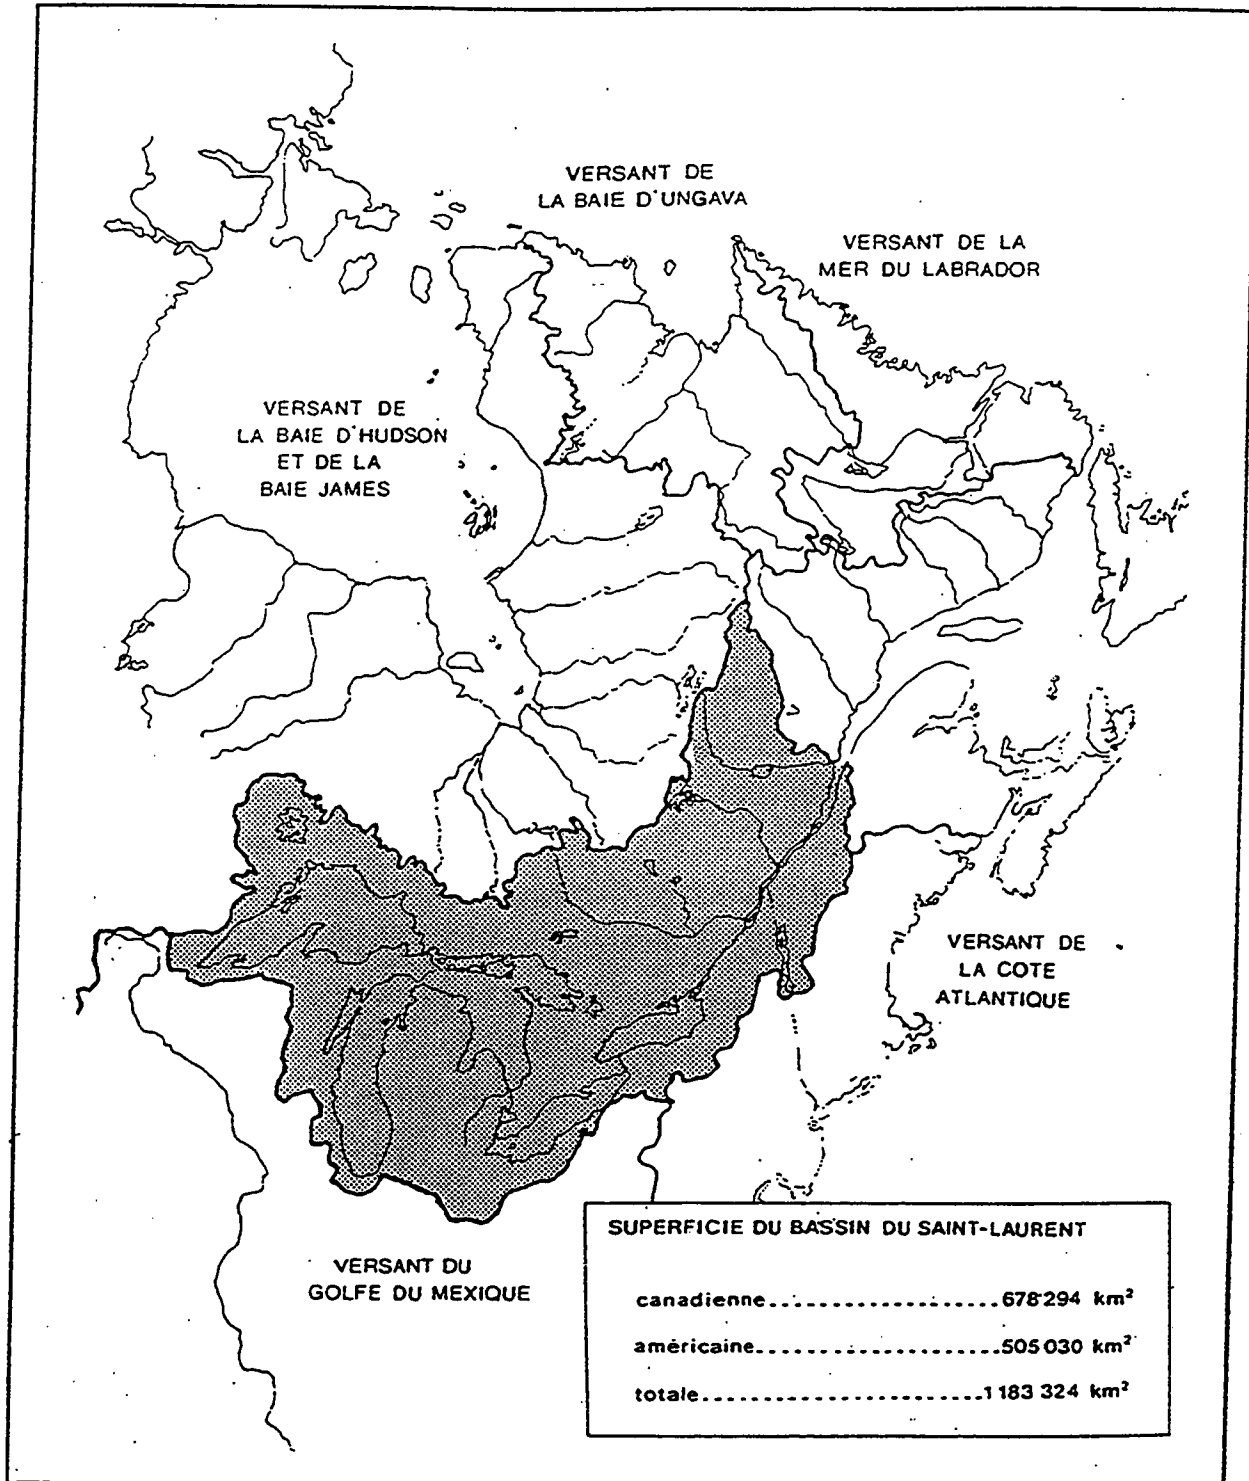 VERSANT DE
LA BAIE D'UNGAVA
VERSANT DE LA
MER DU LABRADOR
VERSANT DE
LA BAIE D'HUDSON
ET DE LA
BAIE JAMES
VERSANT DE
LA COTE
ATLANTIQUE
VERSANT DU
GOLFE DU MEXIQUE
SUPERFICIE DU BASSIN DU SAINT-LAURENT
canadienne....................678 294 km²
américaine.....................505 030 km²
totale........................1 183 324 km²